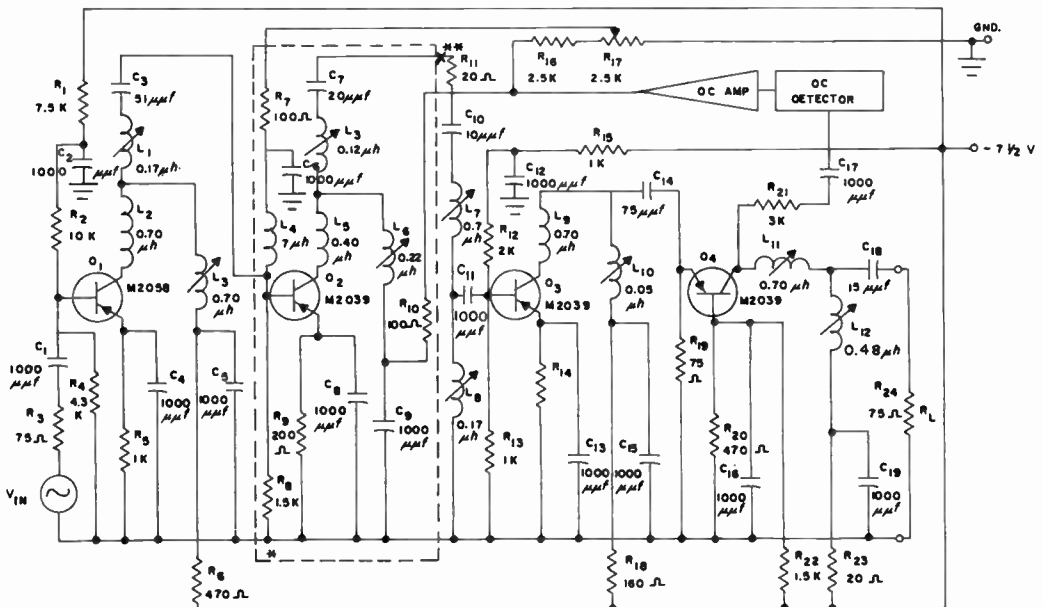 R1
7.5 K
C2
1000 μμf
C3
51 μμf
L1
0.17 μh.
L2
0.70 μh
R2
10 K
Q1
M2058
L3
0.70 μh
C1
1000 μμf
R3
75 Ω
R4
4.3 K
VIN
R5
1K
C4
1000 μμf
C5
1000 μμf
R6
470 Ω
R7
100 Ω
C7
20 μμf
L3
0.12 μh
1000 μμf
L4
7 μh
L5
0.40 μh
L6
0.22 μh
Q2
M2039
R10
100 Ω
R9
200 Ω
C8
1000 μμf
C9
1000 μμf
R8
1.5 K
*
**
R11
20 Ω
C10
10 μμf
L7
0.7 μh
C11
1000 μμf
L8
0.17 μh
R12
2K
R13
1 K
C12
1000 μμf
R15
1 K
L9
0.70 μh
Q3
M2039
R14
C13
1000 μμf
C14
75 μμf
L10
0.05 μh
C15
1000 μμf
R18
160 Ω
R16
2.5 K
R17
2.5 K
GND.
OC AMP
OC DETECTOR
- 7 ½ V
C17
1000 μμf
R21
3K
L11
0.70 μh
Q4
M2039
R19
75 Ω
R20
470 Ω
C16
1000 μμf
R22
1.5 K
C18
15 μμf
L12
0.48 μh
R24
75 Ω
RL
C19
1000 μμf
R23
20 Ω